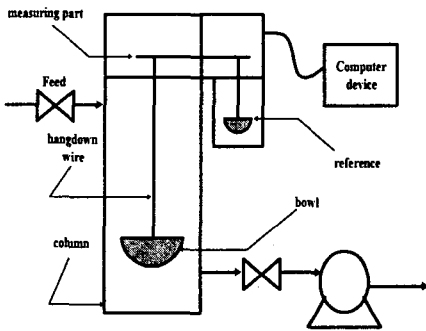 measuring part
Computer
device
Feed
hangdown
wire
reference
bowl
column